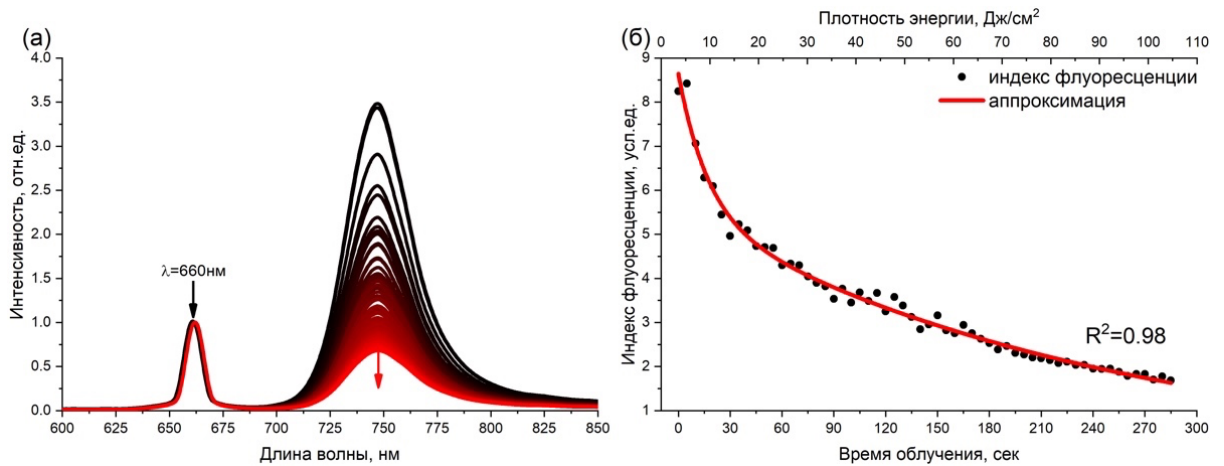 (а)
4.0
3.5
3.0
2.5
2.0
1.5
1.0
0.5
0.0
Интенсивность, отн.ед.
λ=660нм
600 625 650 675 700 725 750 775 800 825 850
Длина волны, нм
(б)
Плотность энергии, Дж/см²
0 10 20 30 40 50 60 70 80 90 100 110
9
8
7
6
5
4
3
2
1
Индекс флуоресценции, усл.ед.
индекс флуоресценции
аппроксимация
R²=0.98
0 30 60 90 120 150 180 210 240 270 300
Время облучения, сек